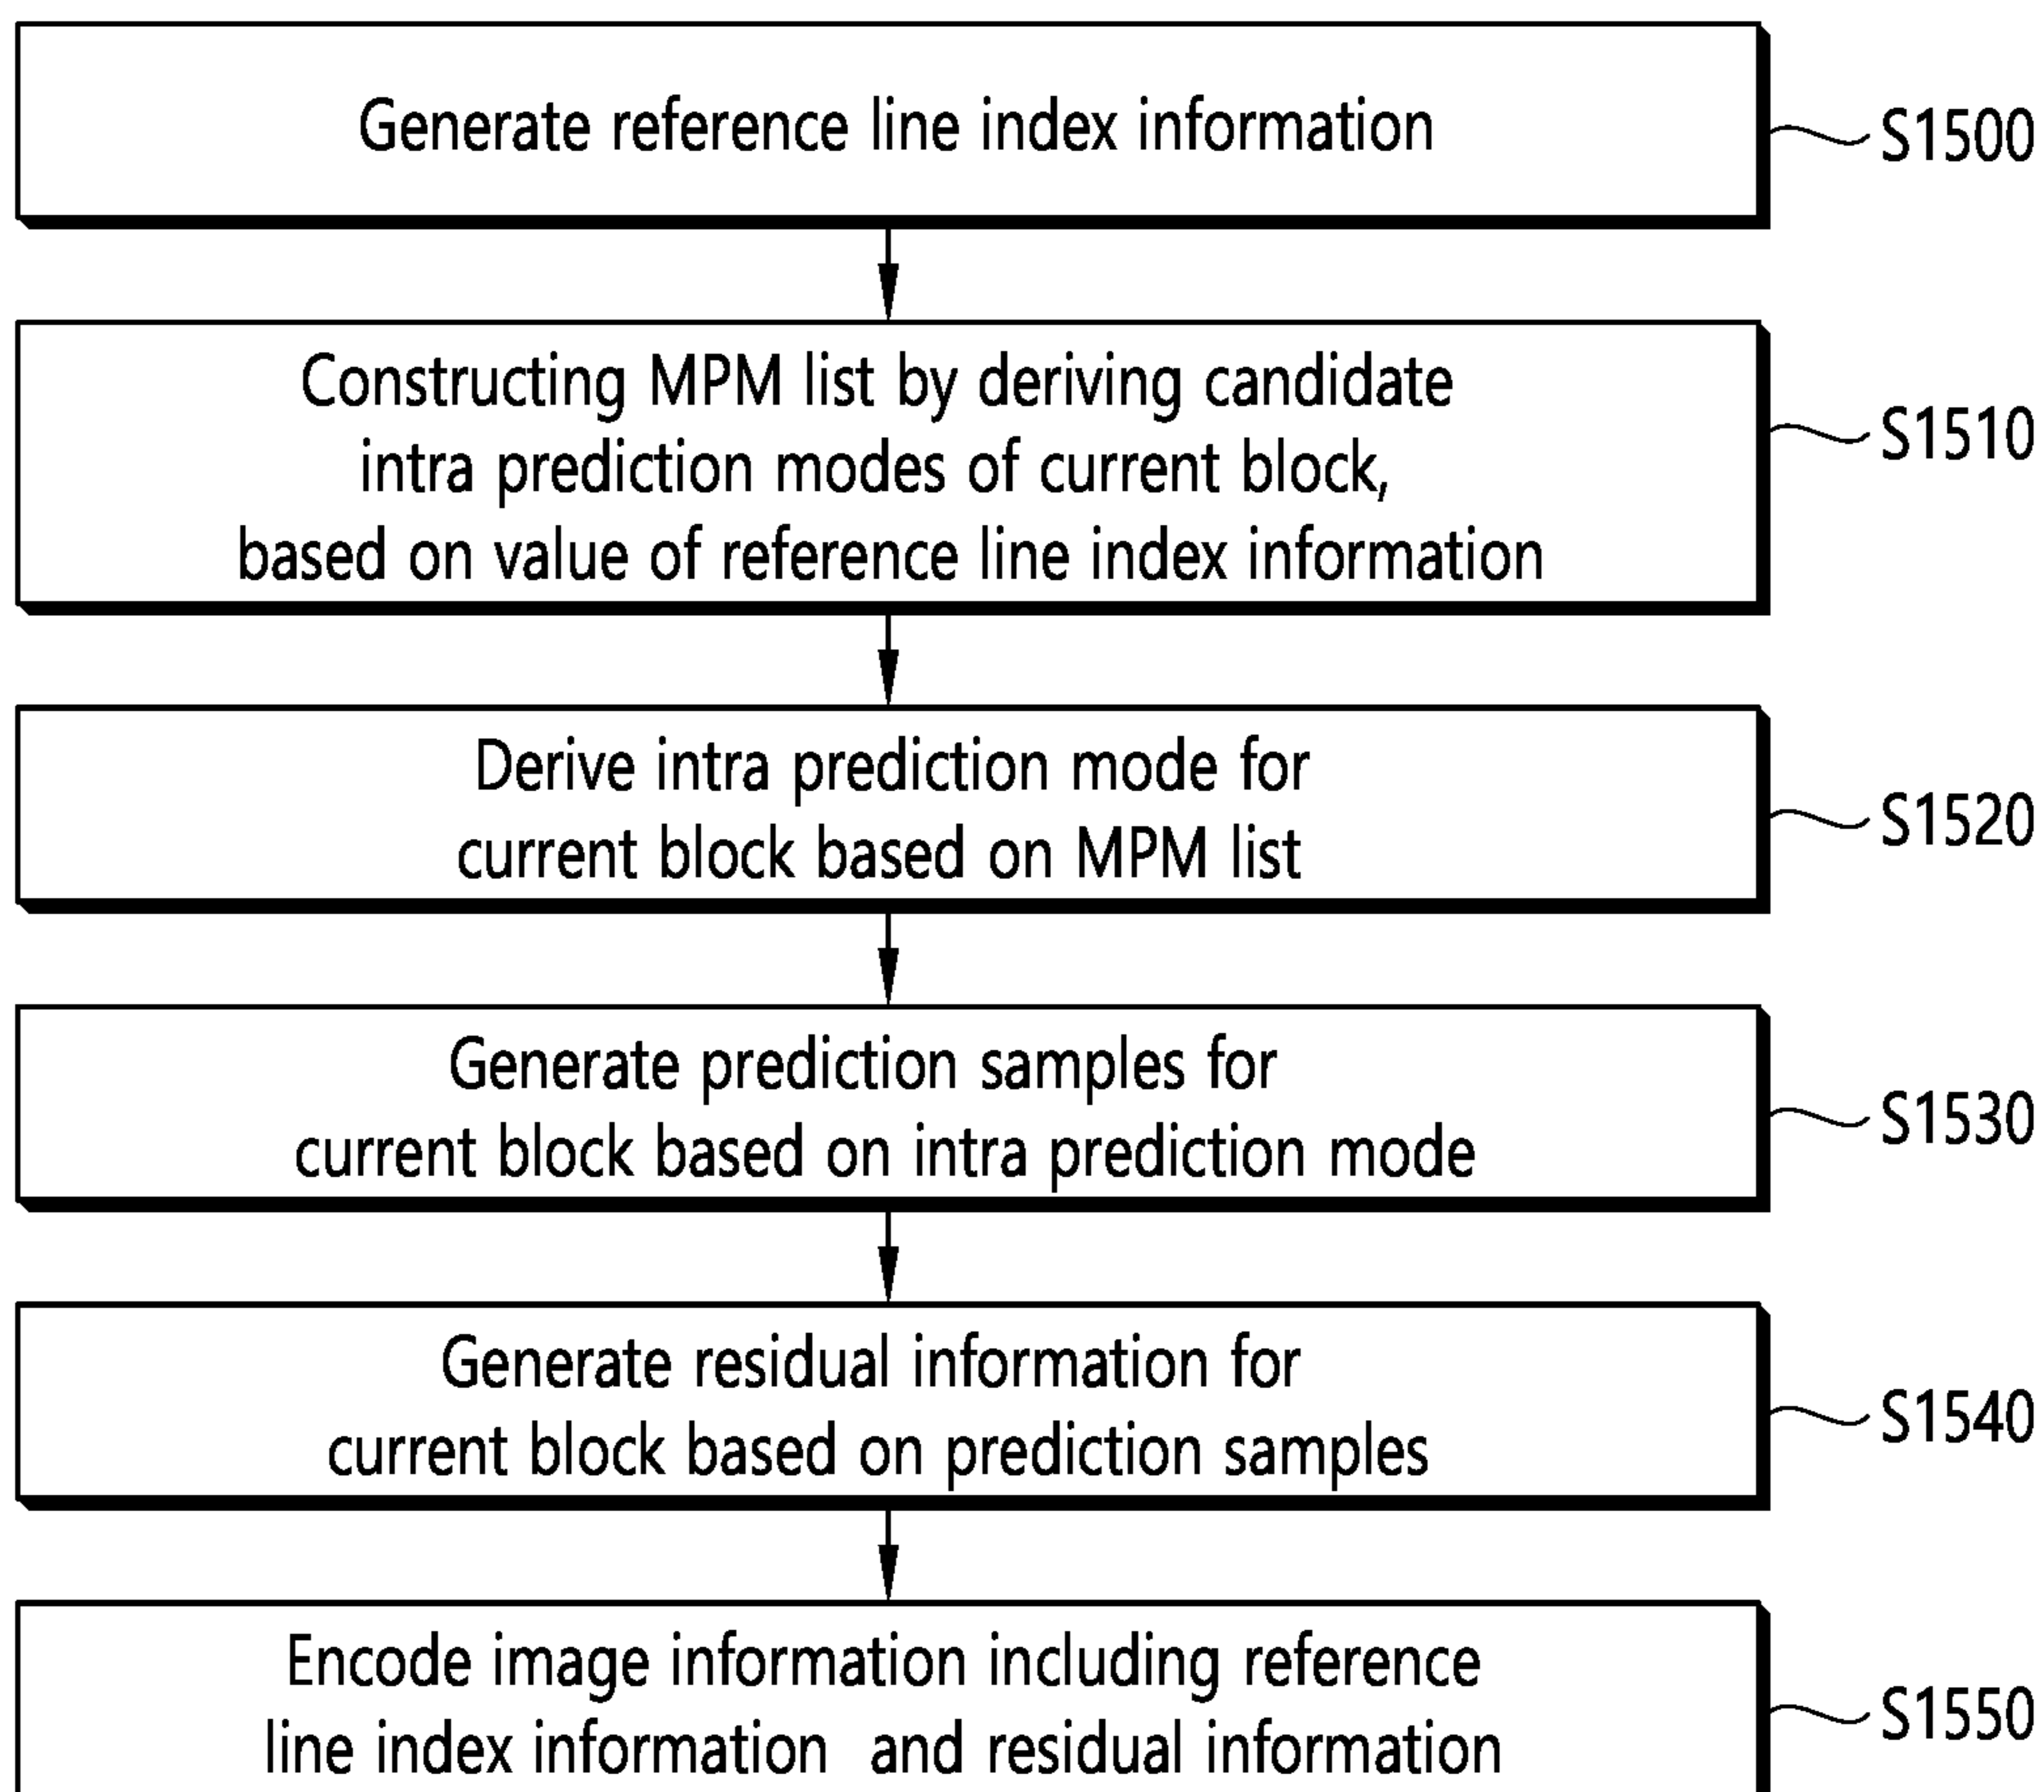 Generate reference line index information
S1500
Constructing MPM list by deriving candidate
intra prediction modes of current block,
based on value of reference line index information
S1510
Derive intra prediction mode for
current block based on MPM list
S1520
Generate prediction samples for
current block based on intra prediction mode
S1530
Generate residual information for
current block based on prediction samples
S1540
Encode image information including reference
line index information and residual information
S1550